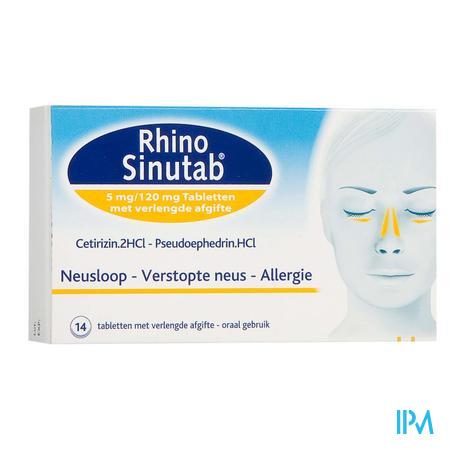 Rhino
Sinutab®
5 mg/120 mg Tabletten
met verlengde afgifte
Cetirizin.2HCl - Pseudoephedrin.HCl
Neusloop - Verstopte neus - Allergie
14 tabletten met verlengde afgifte - oraal gebruik
EXP.
IPM